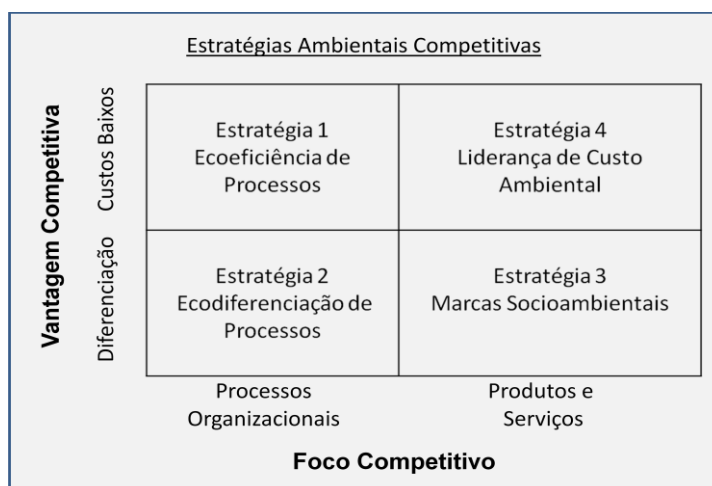 Estratégias Ambientais Competitivas
Vantagem Competitiva
Custos Baixos
Diferenciação
Estratégia 1
Ecoeficiência de
Processos
Estratégia 4
Liderança de Custo
Ambiental
Estratégia 2
Ecodiferenciação de
Processos
Estratégia 3
Marcas Socioambientais
Processos
Organizacionais
Produtos e
Serviços
Foco Competitivo